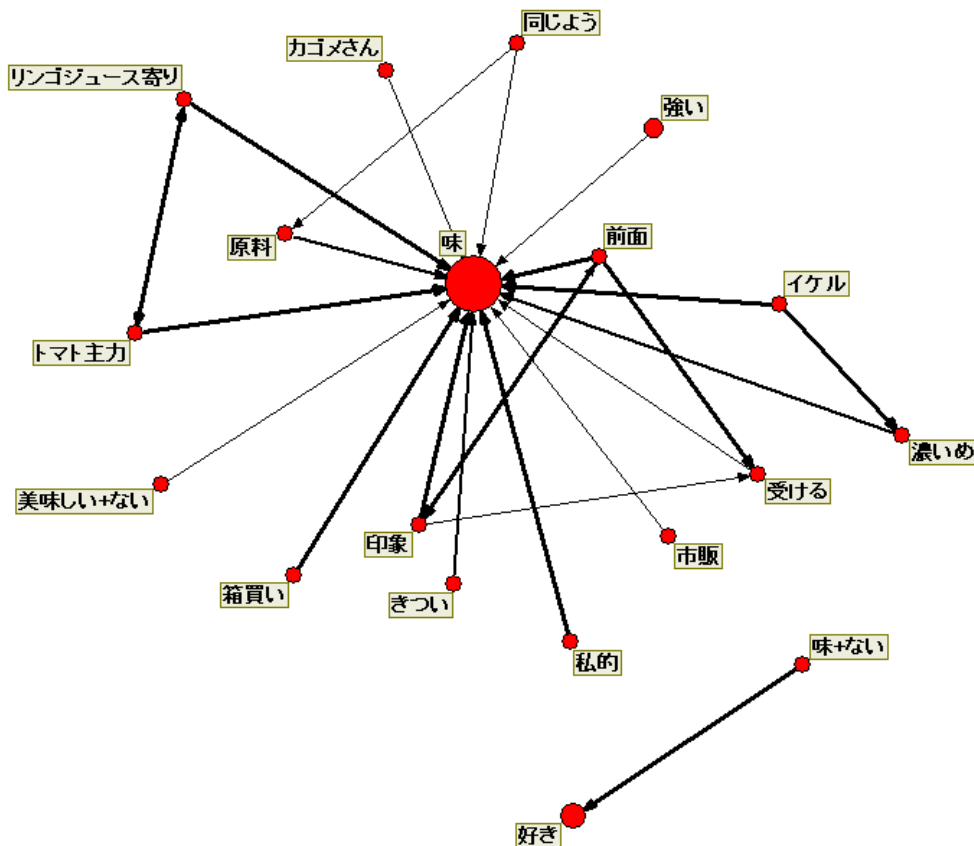 同じよう
カゴメさん
リンゴジュース寄り
強い
原料
味
前面
イケル
トマト主力
濃いめ
美味しい+ない
受ける
印象
市販
箱買い
きつい
私的
味+ない
好き